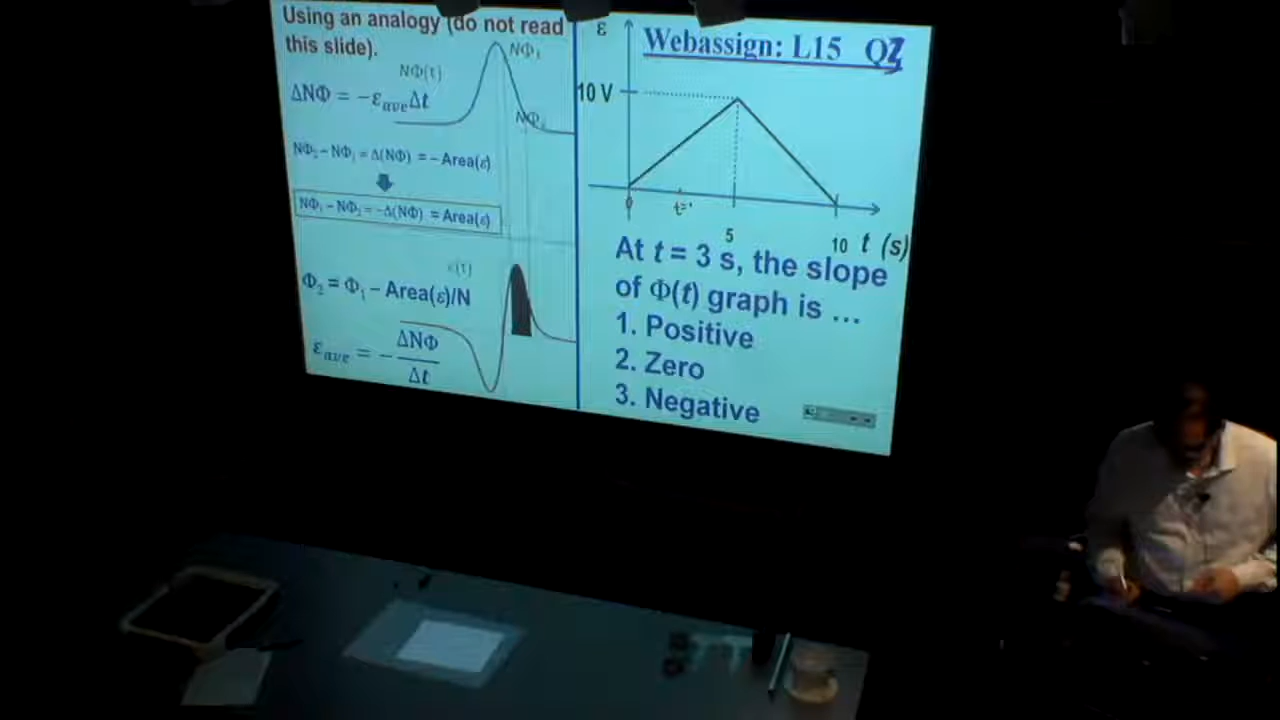 Using an analogy (do not read
this slide).
NΦ₁
NΦ(t)
ΔNΦ = −ε_ave Δt
NΦ₂
NΦ₂ − NΦ₁ = Δ(NΦ) = − Area(ε)
NΦ₁ − NΦ₂ = −Δ(NΦ) = Area(ε)
ε(t)
Φ₂ = Φ₁ − Area(ε)/N
ε_ave = − ΔNΦ / Δt
Webassign: L15 Q
ε
10 V
0
t=
5
10 t (s)
At t = 3 s, the slope
of Φ(t) graph is ...
1. Positive
2. Zero
3. Negative